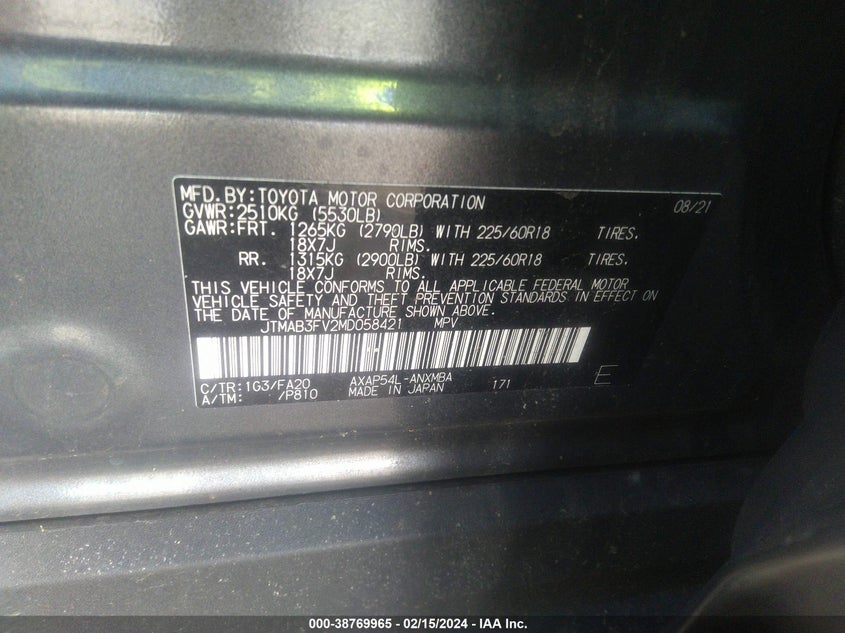 MFD. BY: TOYOTA MOTOR CORPORATION 08/21
GVWR: 2510KG (5530LB)
GAWR: FRT. 1265KG (2790LB) WITH 225/60R18 TIRES.
18X7J RIMS.
RR. 1315KG (2900LB) WITH 225/60R18 TIRES.
18X7J RIMS.
THIS VEHICLE CONFORMS TO ALL APPLICABLE FEDERAL MOTOR
VEHICLE SAFETY AND THEFT PREVENTION STANDARDS IN EFFECT ON
THE DATE OF MANUFACTURE SHOWN ABOVE.
JTMAB3FV2MD058421 MPV
C/TR: 1G3/FA20 AXAP54L-ANXMBA 171 E
A/TM: /P810 MADE IN JAPAN
000-38769965 - 02/15/2024 - IAA Inc.